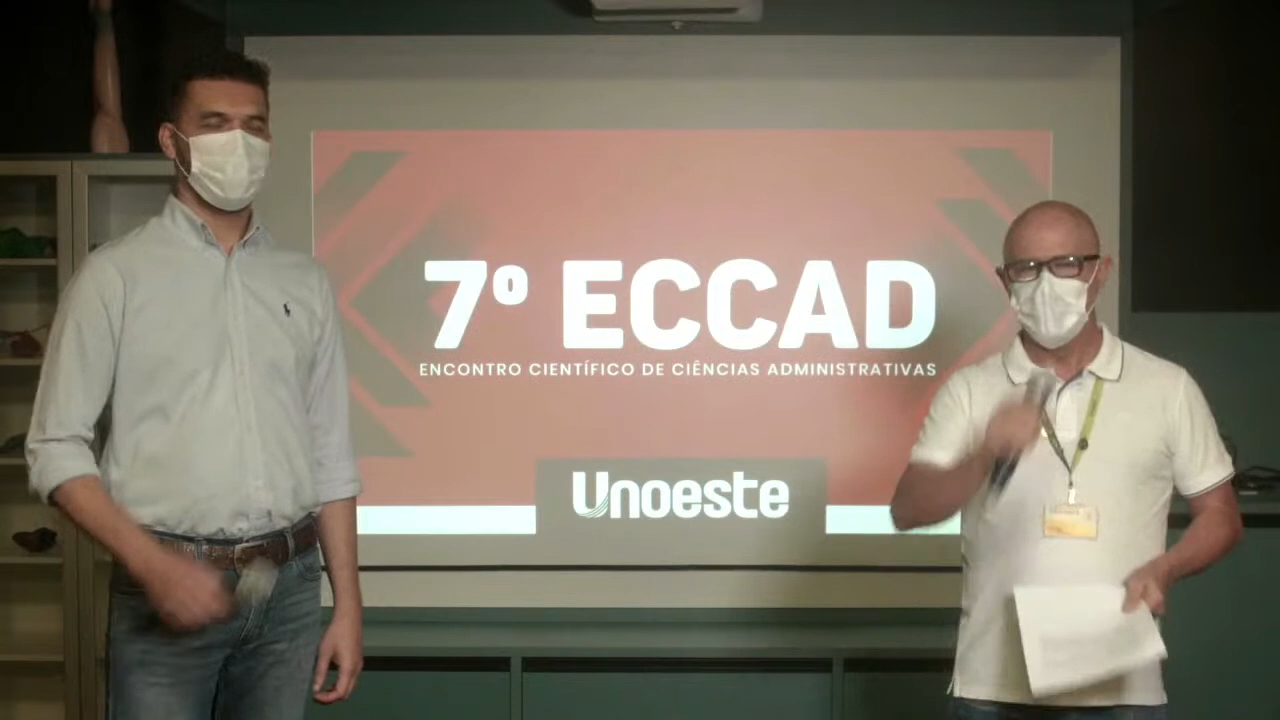 7º ECCAD
ENCONTRO CIENTÍFICO DE CIÊNCIAS ADMINISTRATIVAS
Unoeste